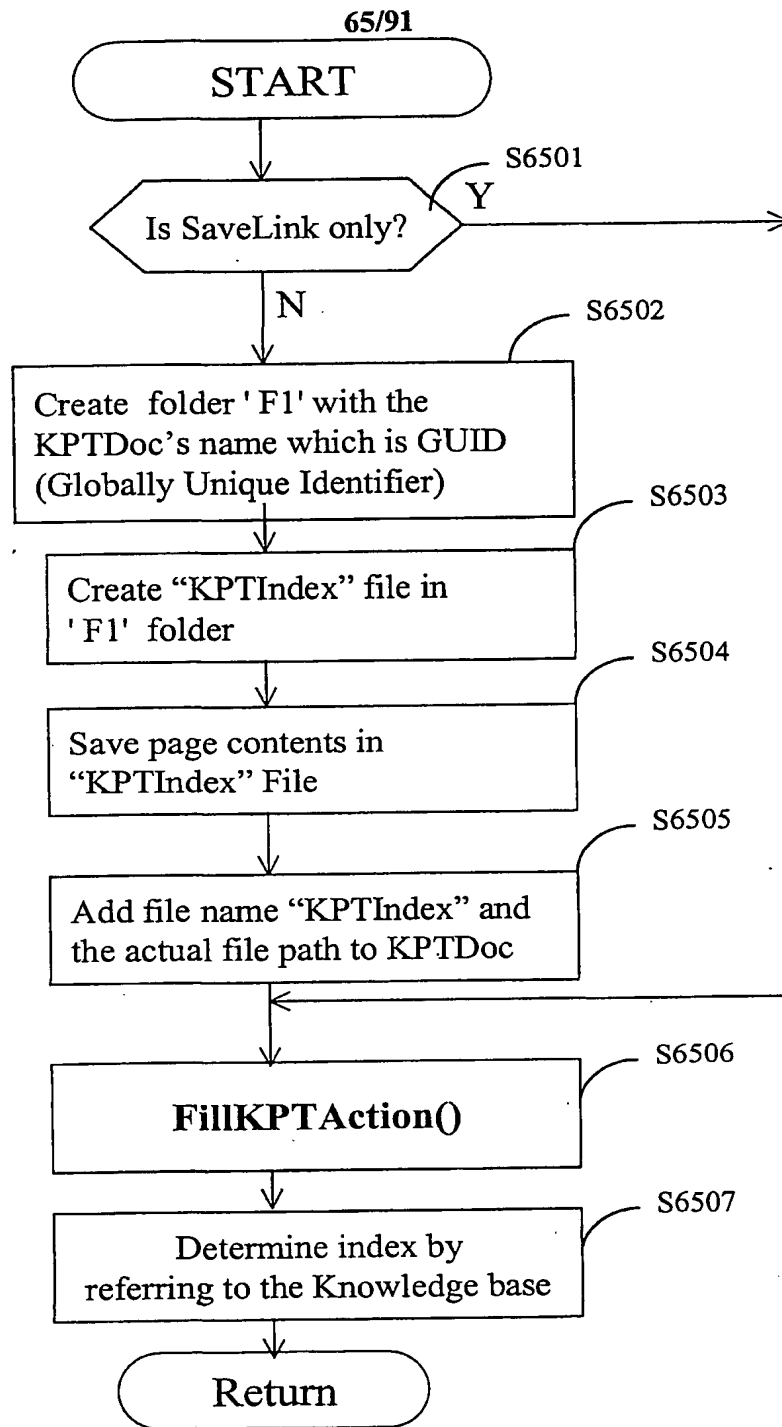 65/91
START
S6501
Is SaveLink only?
Y
N
S6502
Create folder 'F1' with the
KPTDoc's name which is GUID
(Globally Unique Identifier)
S6503
Create “KPTIndex” file in
'F1' folder
S6504
Save page contents in
“KPTIndex” File
S6505
Add file name “KPTIndex” and
the actual file path to KPTDoc
S6506
FillKPTAction()
S6507
Determine index by
referring to the Knowledge base
Return